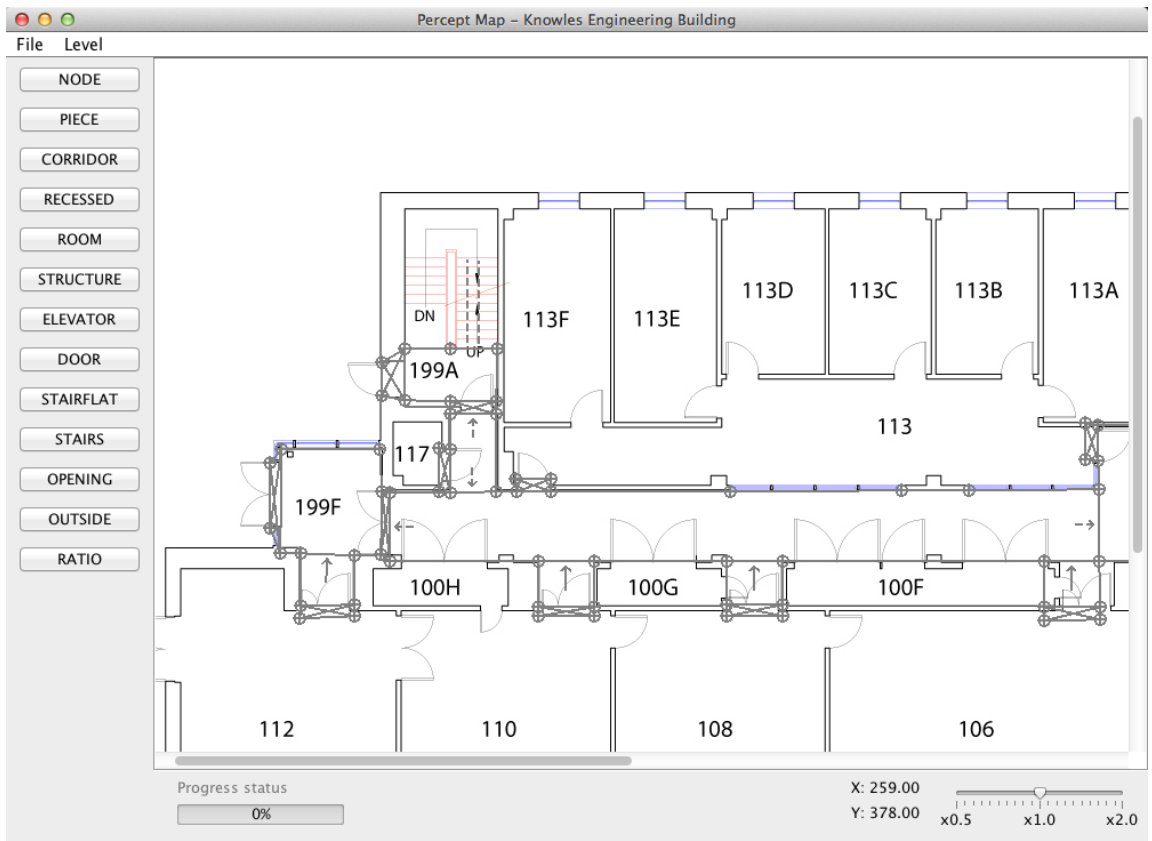 Percept Map – Knowles Engineering Building
File Level
NODE
PIECE
CORRIDOR
RECESSED
ROOM
STRUCTURE
ELEVATOR
DOOR
STAIRFLAT
STAIRS
OPENING
OUTSIDE
RATIO
113D 113C 113B 113A
DN 113F 113E
UP
199A
117 113
199F
100H 100G 100F
112 110 108 106
Progress status
0%
X: 259.00
Y: 378.00
x0.5 x1.0 x2.0